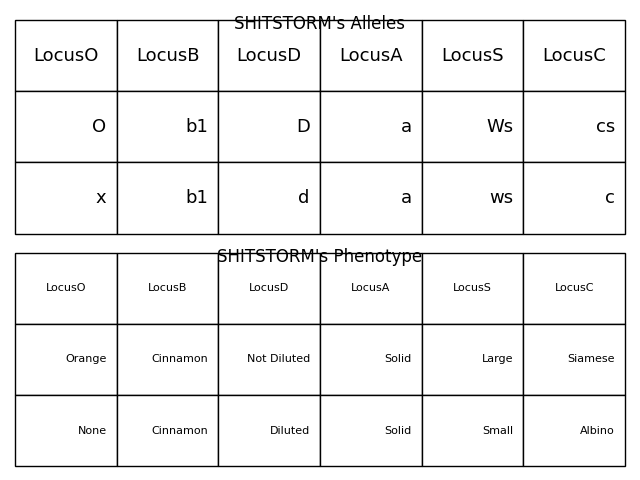 SHITSTORM's Alleles
LocusO LocusB LocusD LocusA LocusS LocusC
O b1 D a Ws cs
x b1 d a ws c
SHITSTORM's Phenotype
LocusO LocusB LocusD LocusA LocusS LocusC
Orange Cinnamon Not Diluted Solid Large Siamese
None Cinnamon Diluted Solid Small Albino